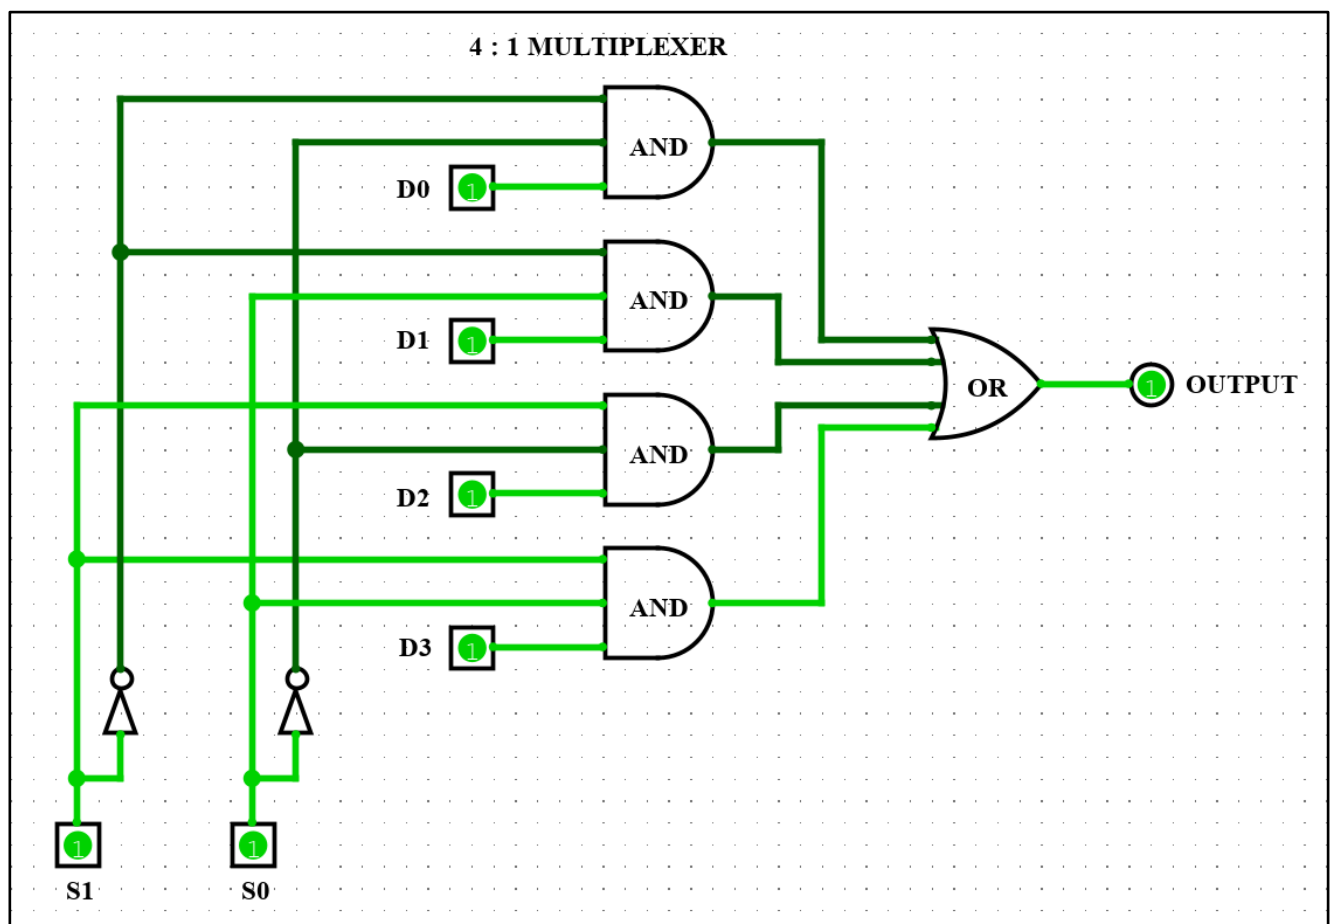 4 : 1 MULTIPLEXER
AND
D0 1
AND
D1 1
OR 1 OUTPUT
AND
D2 1
AND
D3 1
1 1
S1 S0